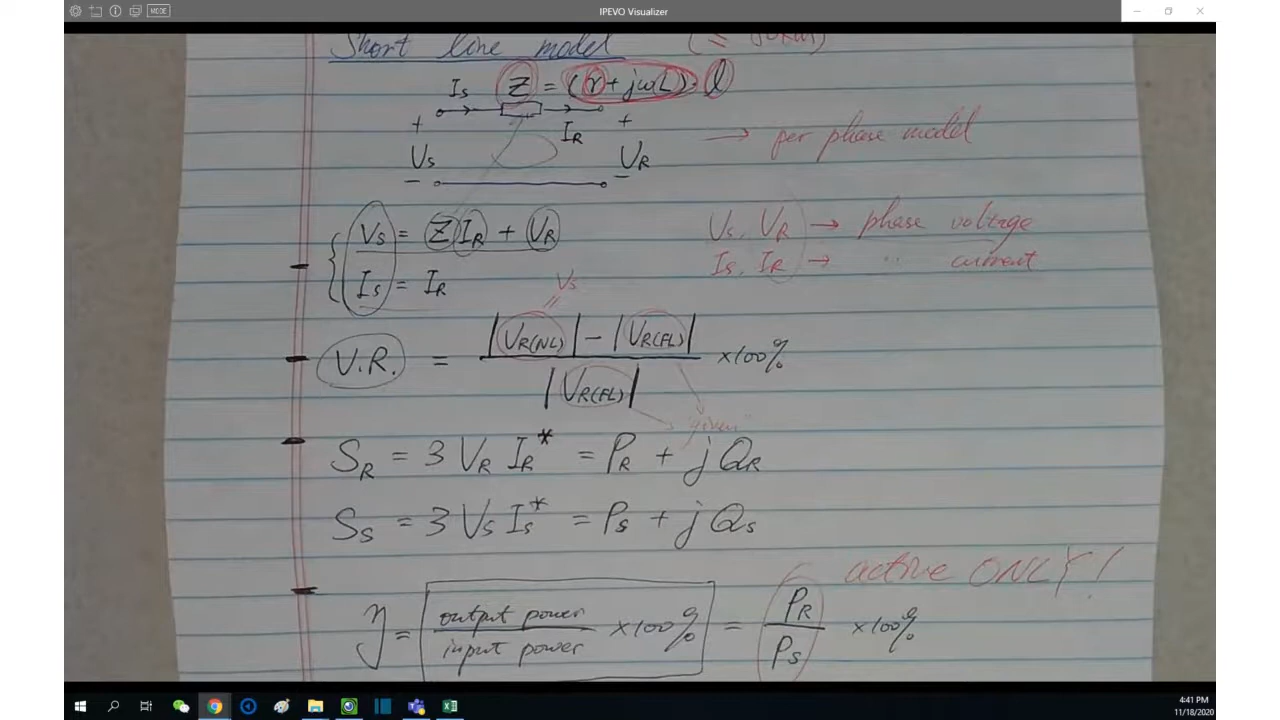 IPEVO Visualizer
MODE
Short line model
Is Z = (r + jωL) · l
+ IR +
Vs VR → per phase model
- -
Vs = Z IR + VR Vs, VR → phase voltage
Is = IR Is, IR → " current
Vs
V.R. = |VR(NL)| - |VR(FL)| / |VR(FL)| ×100%
"given"
SR = 3 VR IR* = PR + j QR
Ss = 3 Vs Is* = Ps + j Qs
active ONLY!
η = output power / input power ×100% = PR / Ps ×100%
4:41 PM
11/18/2020